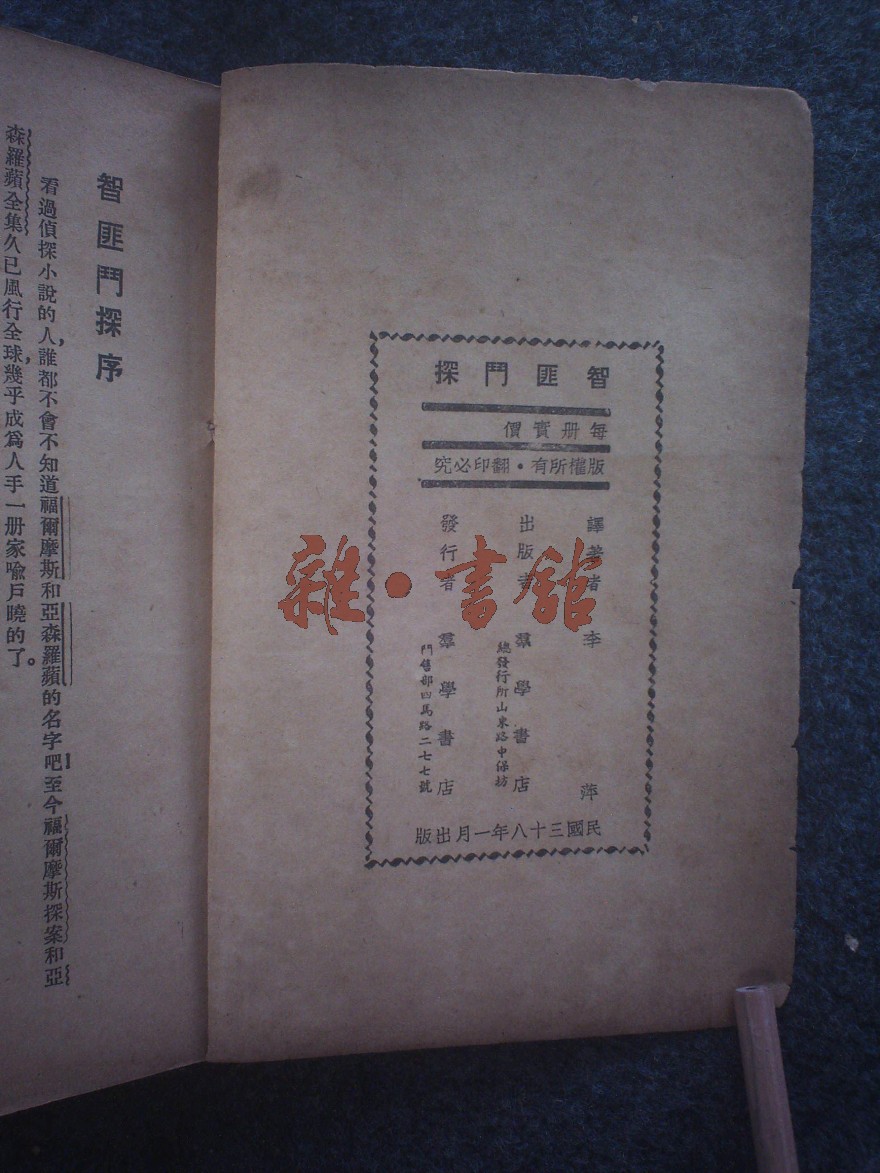 智匪鬥探
每册實價
版權所有·翻印必究
譯著者 李萍
出版者 羣學書店
總發行所山東路中保坊
發行者 羣學書店
門售部四馬路二七七號
民國三十八年一月出版
智匪鬥探序
看過偵探小說的人,誰都不會不知道福爾摩斯和亞森羅蘋的名字吧至今福爾摩斯探案和亞
森羅蘋全集久已風行全球,幾乎成爲人手一册家喩戶曉的了。
雜·書舘